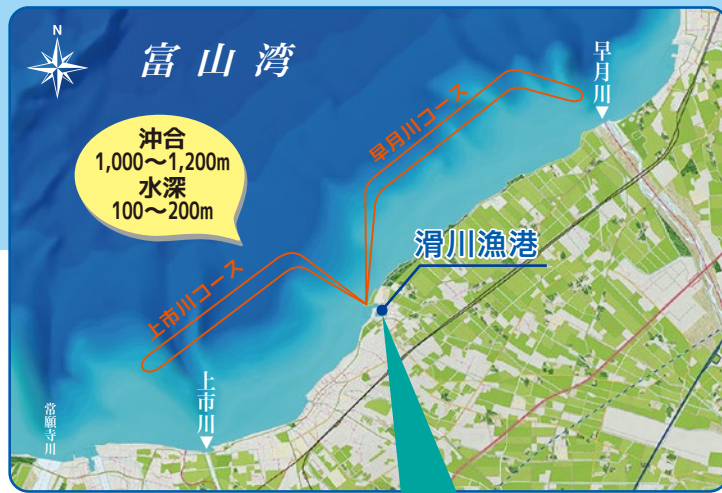 N
富山湾
早月川
沖合
1,000〜1,200m
水深
100〜200m
早月川コース
滑川漁港
上市川コース
上市川
常願寺川